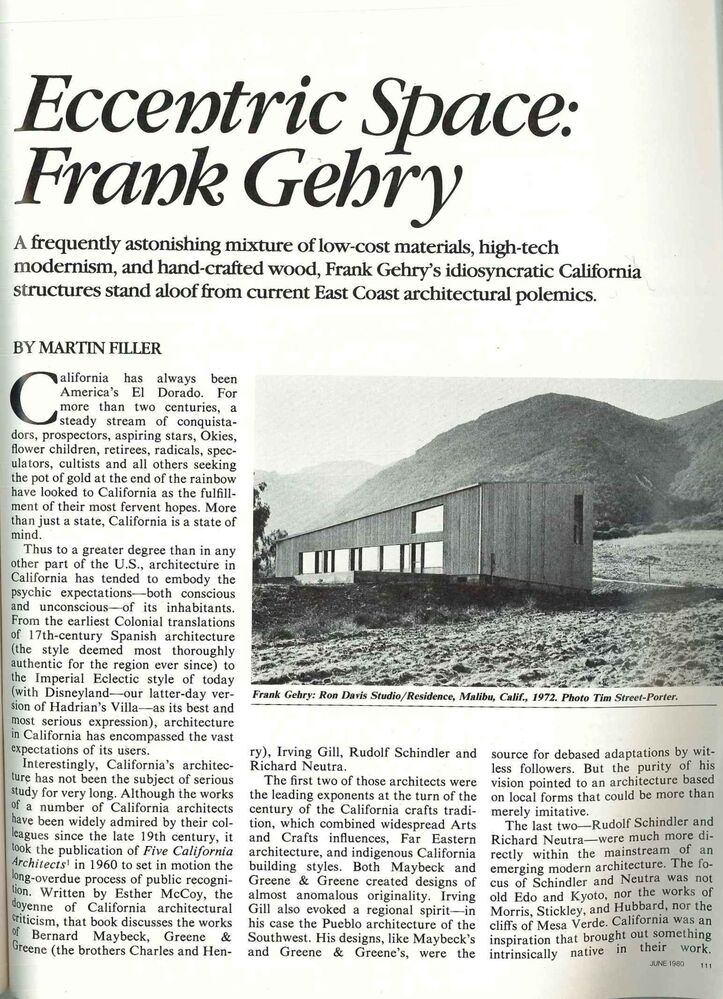 Eccentric Space:
Frank Gehry
A frequently astonishing mixture of low-cost materials, high-tech
modernism, and hand-crafted wood, Frank Gehry's idiosyncratic California
structures stand aloof from current East Coast architectural polemics.
BY MARTIN FILLER
California has always been
America's El Dorado. For
more than two centuries, a
steady stream of conquista-
dors, prospectors, aspiring stars, Okies,
flower children, retirees, radicals, spec-
ulators, cultists and all others seeking
the pot of gold at the end of the rainbow
have looked to California as the fulfill-
ment of their most fervent hopes. More
than just a state, California is a state of
mind.
Thus to a greater degree than in any
other part of the U.S., architecture in
California has tended to embody the
psychic expectations—both conscious
and unconscious—of its inhabitants.
From the earliest Colonial translations
of 17th-century Spanish architecture
(the style deemed most thoroughly
authentic for the region ever since) to
the Imperial Eclectic style of today
(with Disneyland—our latter-day ver-
sion of Hadrian's Villa—as its best and
most serious expression), architecture
in California has encompassed the vast
expectations of its users.
Interestingly, California's architec-
ture has not been the subject of serious
study for very long. Although the works
of a number of California architects
have been widely admired by their col-
leagues since the late 19th century, it
took the publication of Five California
Architects¹ in 1960 to set in motion the
long-overdue process of public recogni-
tion. Written by Esther McCoy, the
doyenne of California architectural
criticism, that book discusses the works
of Bernard Maybeck, Greene &
Greene (the brothers Charles and Hen-
Frank Gehry: Ron Davis Studio/Residence, Malibu, Calif., 1972. Photo Tim Street-Porter.
ry), Irving Gill, Rudolf Schindler and
Richard Neutra.
The first two of those architects were
the leading exponents at the turn of the
century of the California crafts tradi-
tion, which combined widespread Arts
and Crafts influences, Far Eastern
architecture, and indigenous California
building styles. Both Maybeck and
Greene & Greene created designs of
almost anomalous originality. Irving
Gill also evoked a regional spirit—in
his case the Pueblo architecture of the
Southwest. His designs, like Maybeck's
and Greene & Greene's, were the
source for debased adaptations by wit-
less followers. But the purity of his
vision pointed to an architecture based
on local forms that could be more than
merely imitative.
The last two—Rudolf Schindler and
Richard Neutra—were much more di-
rectly within the mainstream of an
emerging modern architecture. The fo-
cus of Schindler and Neutra was not
old Edo and Kyoto, nor the works of
Morris, Stickley, and Hubbard, nor the
cliffs of Mesa Verde. California was an
inspiration that brought out something
intrinsically native in their work.
JUNE 1980 111